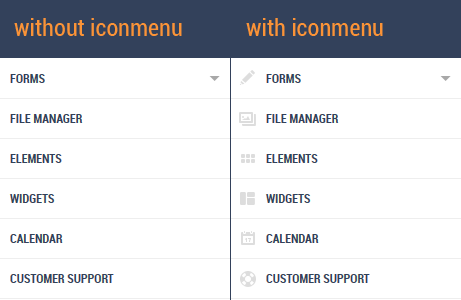 without iconmenu
FORMS
FILE MANAGER
ELEMENTS
WIDGETS
CALENDAR
CUSTOMER SUPPORT
with iconmenu
FORMS
FILE MANAGER
ELEMENTS
WIDGETS
17
CALENDAR
CUSTOMER SUPPORT